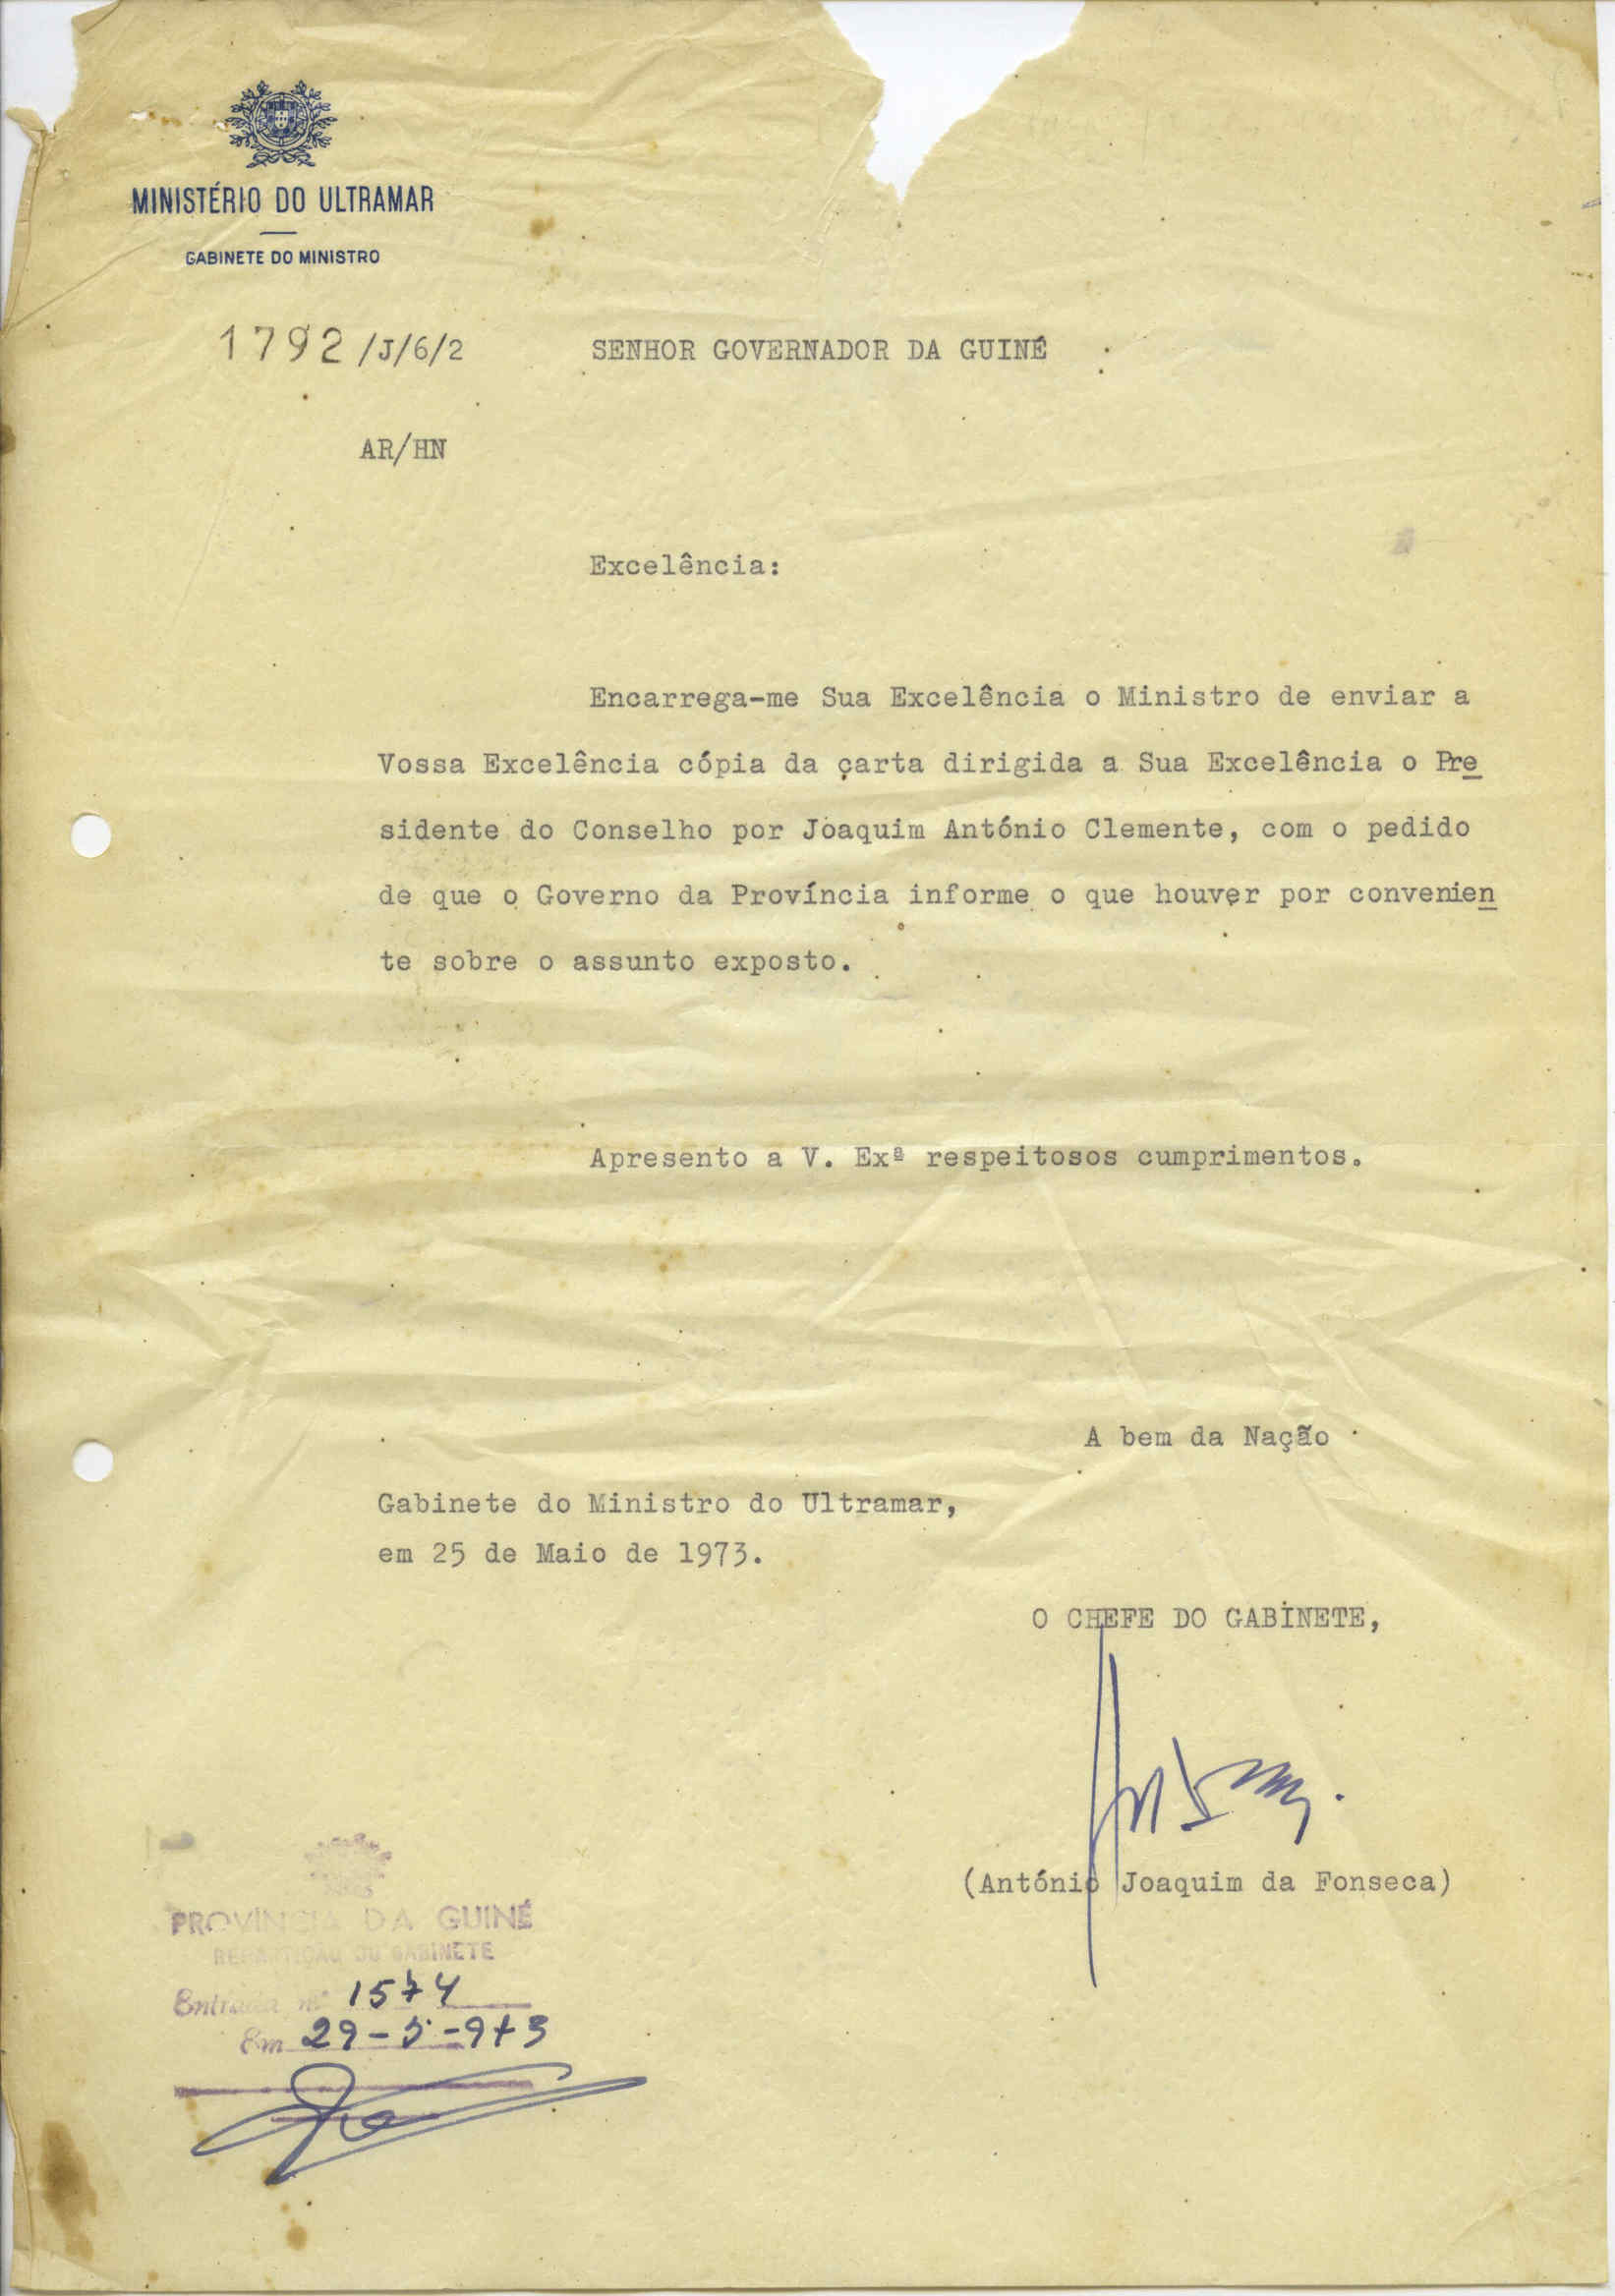 MINISTÉRIO DO ULTRAMAR
GABINETE DO MINISTRO
1792/J/6/2
SENHOR GOVERNADOR DA GUINÉ
AR/HN
Excelência:
Encarrega-me Sua Excelência o Ministro de enviar a
Vossa Excelência cópia da carta dirigida a Sua Excelência o Pre
sidente do Conselho por Joaquim António Clemente, com o pedido
de que o Governo da Província informe o que houver por convenien
te sobre o assunto exposto.
Apresento a V. Exª respeitosos cumprimentos.
A bem da Nação
Gabinete do Ministro do Ultramar,
em 25 de Maio de 1973.
O CHEFE DO GABINETE,
(António Joaquim da Fonseca)
PROVÍNCIA DA GUINÉ
REPARTIÇÃO DO GABINETE
Entrada nº 1574
Em 29-5-973